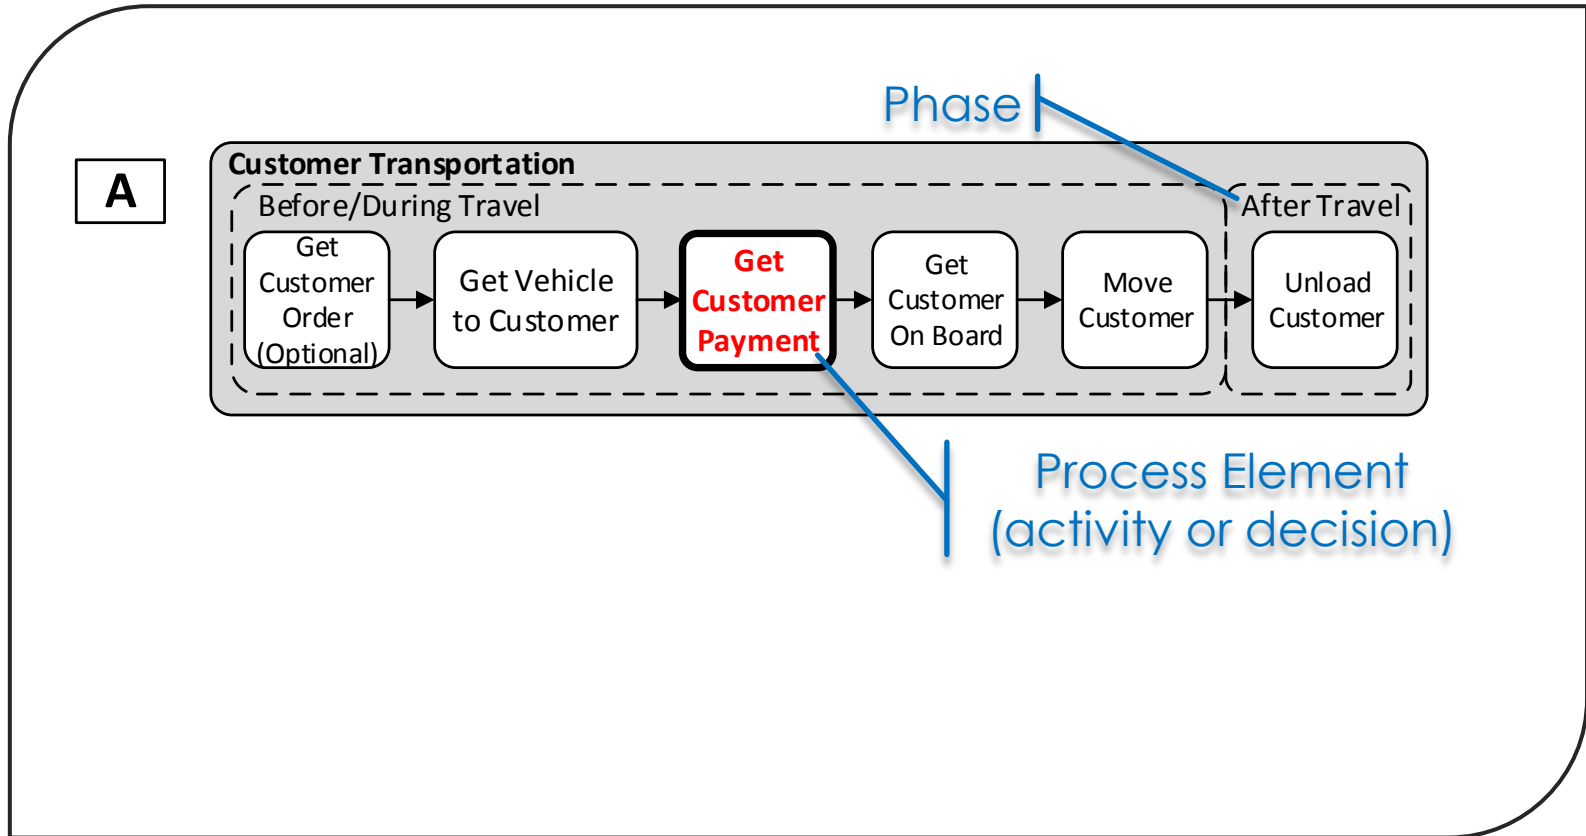 Phase
A
Customer Transportation
Before/During Travel
After Travel
Get
Customer
Order
(Optional)
Get Vehicle
to Customer
Get
Customer
Payment
Get
Customer
On Board
Move
Customer
Unload
Customer
Process Element
(activity or decision)